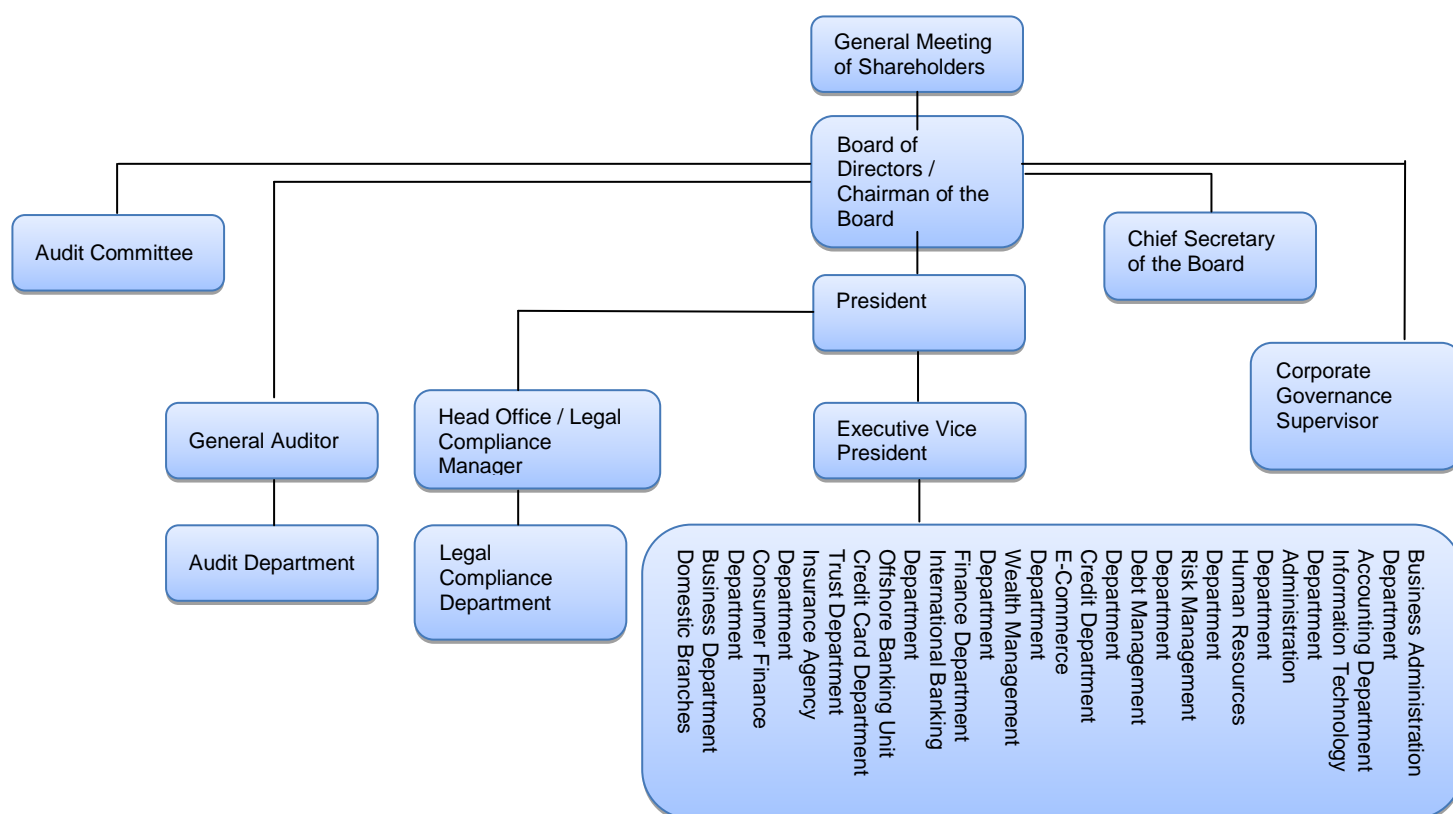 General Meeting
of Shareholders
Board of
Directors /
Chairman of the
Board
Audit Committee
Chief Secretary
of the Board
President
Corporate
Governance
Supervisor
General Auditor
Head Office / Legal
Compliance
Manager
Executive Vice
President
Audit Department
Legal
Compliance
Department
Business Administration
Department
Accounting Department
Information Technology
Department
Administration
Department
Human Resources
Department
Risk Management
Department
Debt Management
Department
Credit Department
E-Commerce
Department
Wealth Management
Department
Finance Department
International Banking
Department
Offshore Banking Unit
Credit Card Department
Trust Department
Insurance Agency
Department
Consumer Finance
Department
Business Department
Domestic Branches